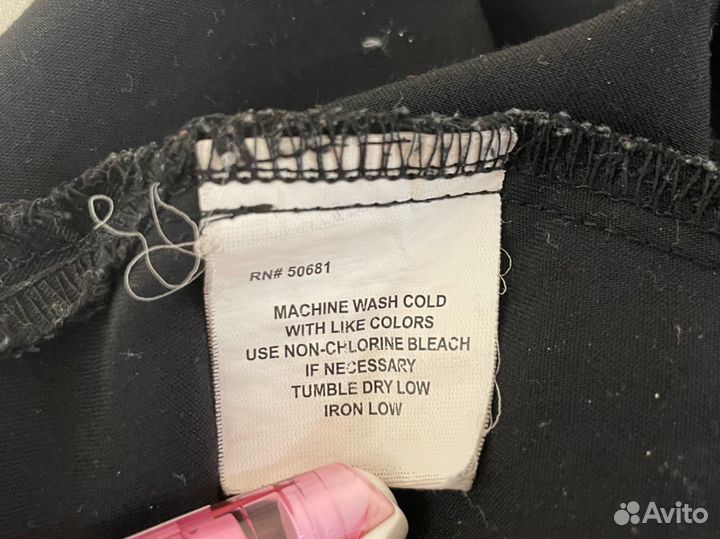 RN# 50681
MACHINE WASH COLD
WITH LIKE COLORS
USE NON-CHLORINE BLEACH
IF NECESSARY
TUMBLE DRY LOW
IRON LOW
Avito